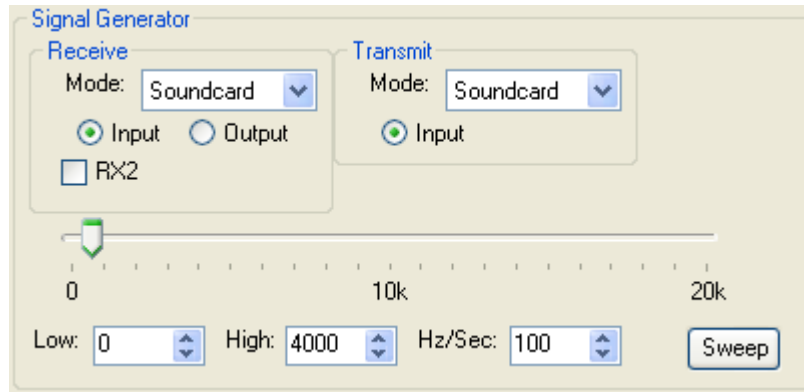 Signal Generator
Receive
Transmit
Mode: Soundcard
Mode: Soundcard
Input Output
Input
RX2
0 10k 20k
Low: 0 High: 4000 Hz/Sec: 100 Sweep